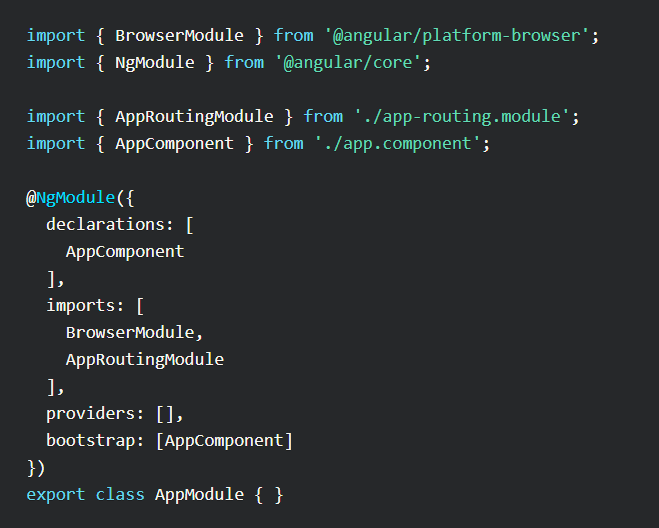 import { BrowserModule } from '@angular/platform-browser';
import { NgModule } from '@angular/core';
import { AppRoutingModule } from './app-routing.module';
import { AppComponent } from './app.component';
@NgModule({
  declarations: [
    AppComponent
  ],
  imports: [
    BrowserModule,
    AppRoutingModule
  ],
  providers: [],
  bootstrap: [AppComponent]
})
export class AppModule { }